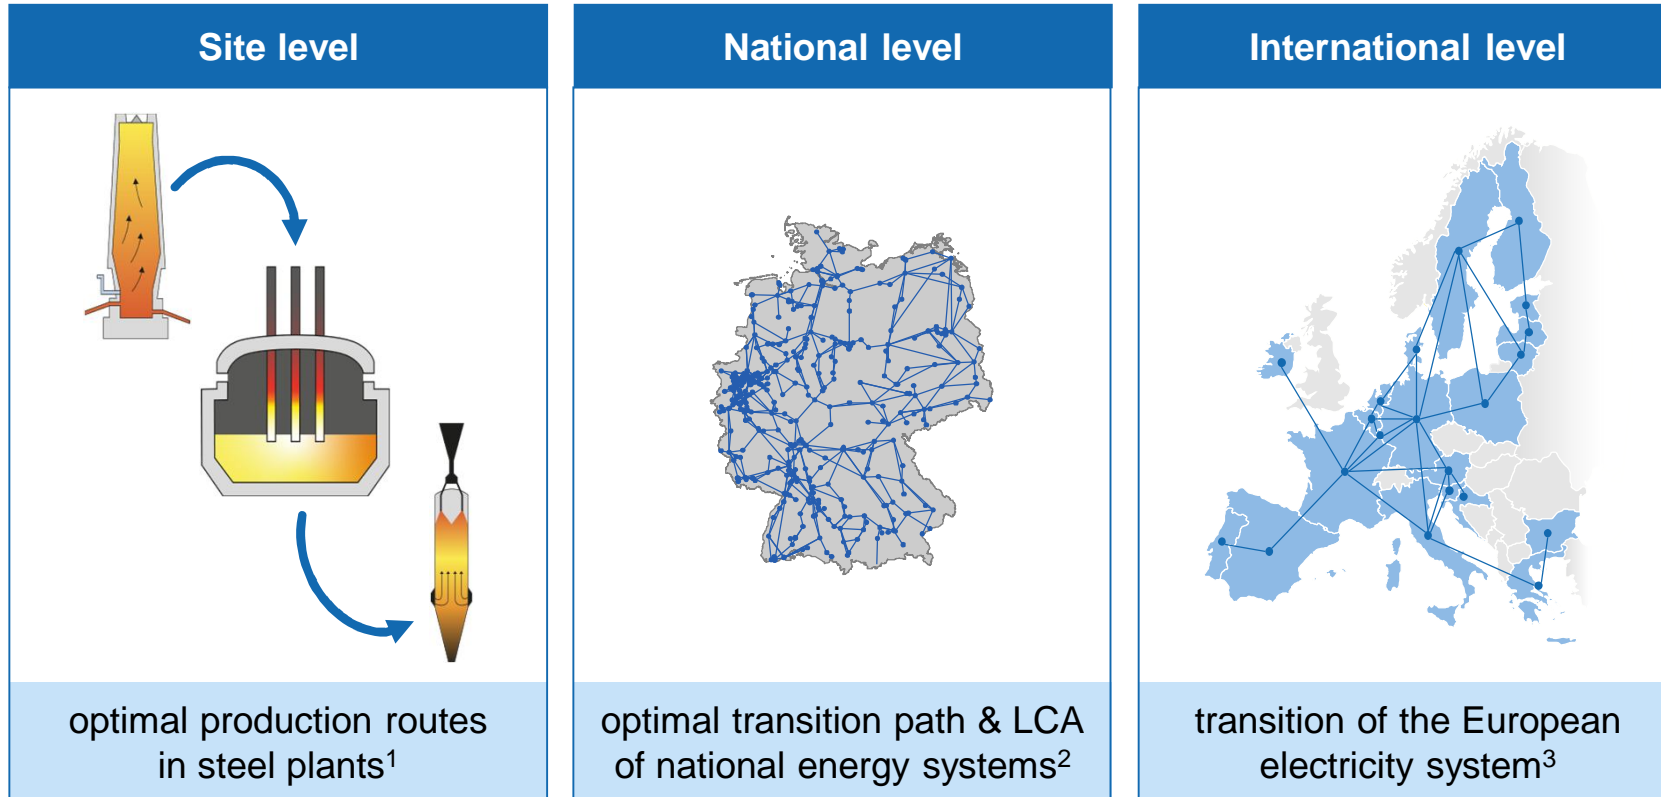 Site level
National level
International level
optimal production routes
in steel plants¹
optimal transition path & LCA
of national energy systems²
transition of the European
electricity system³